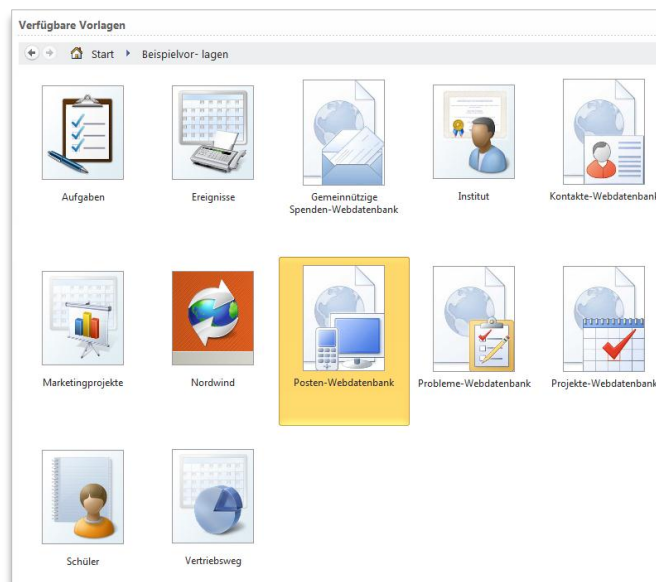 Verfügbare Vorlagen
Start
Beispielvor- lagen
Aufgaben
Ereignisse
Gemeinnützige
Spenden-Webdatenbank
Institut
Kontakte-Webdatenbank
Marketingprojekte
Nordwind
Posten-Webdatenbank
Probleme-Webdatenbank
Projekte-Webdatenbank
Schüler
Vertriebsweg